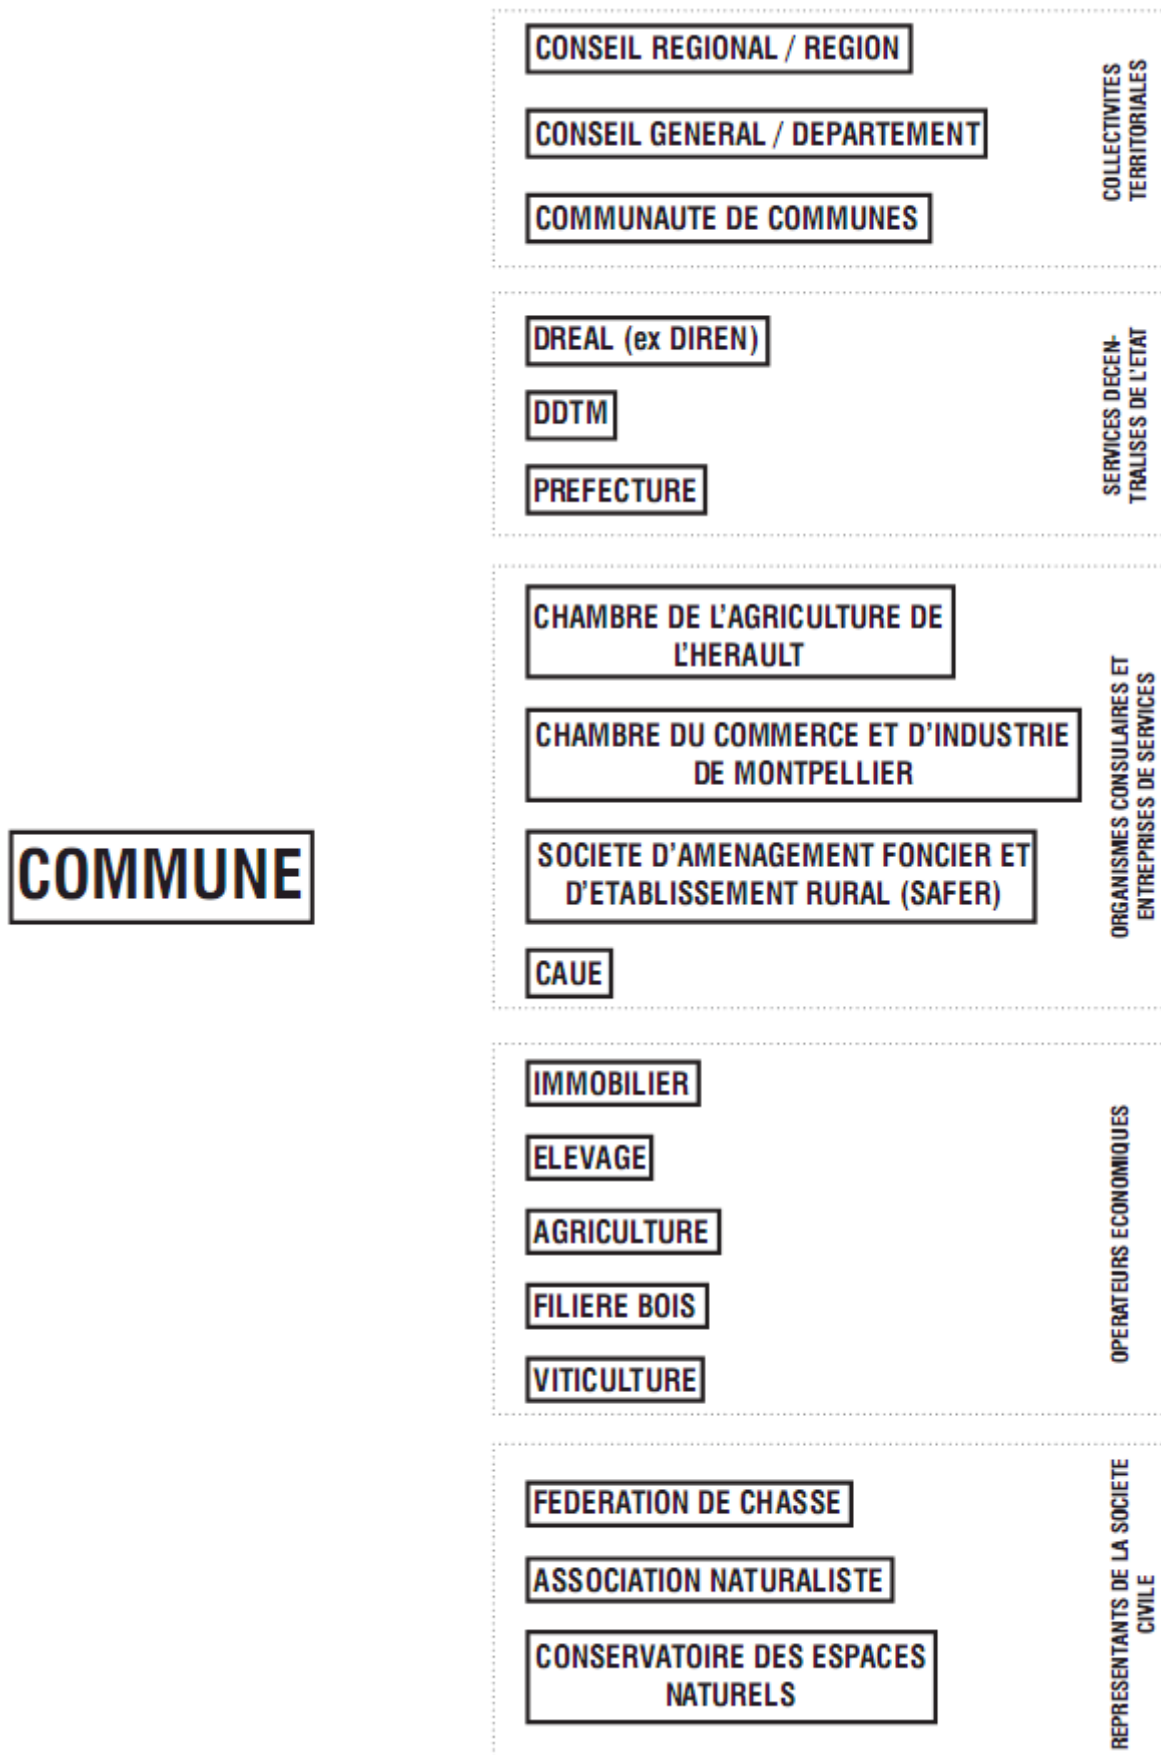 CONSEIL REGIONAL / REGION
CONSEIL GENERAL / DEPARTEMENT
COMMUNAUTE DE COMMUNES
COLLECTIVITES
TERRITORIALES
DREAL (ex DIREN)
DDTM
PREFECTURE
SERVICES DECEN-
TRALISES DE L'ETAT
COMMUNE
CHAMBRE DE L'AGRICULTURE DE
L'HERAULT
CHAMBRE DU COMMERCE ET D'INDUSTRIE
DE MONTPELLIER
SOCIETE D'AMENAGEMENT FONCIER ET
D'ETABLISSEMENT RURAL (SAFER)
CAUE
ORGANISMES CONSULAIRES ET
ENTREPRISES DE SERVICES
IMMOBILIER
ELEVAGE
AGRICULTURE
FILIERE BOIS
VITICULTURE
OPERATEURS ECONOMIQUES
FEDERATION DE CHASSE
ASSOCIATION NATURALISTE
CONSERVATOIRE DES ESPACES
NATURELS
REPRESENTANTS DE LA SOCIETE
CIVILE